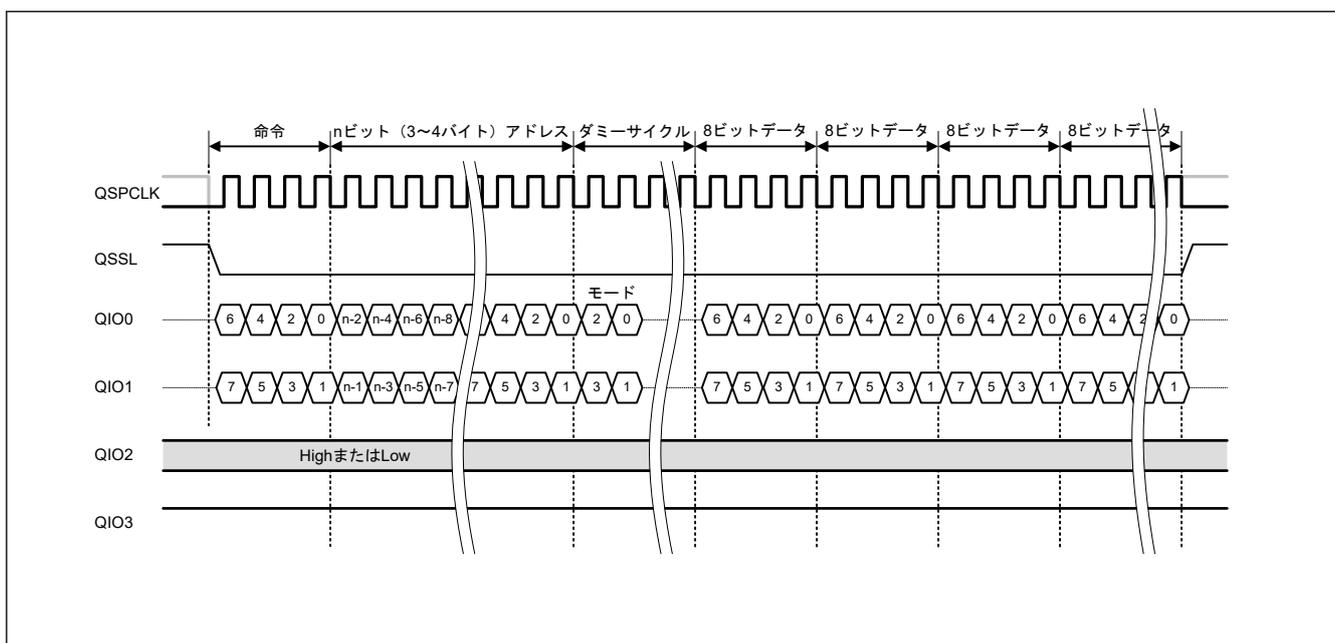 命令 nビット（3～4バイト）アドレス ダミーサイクル 8ビットデータ 8ビットデータ 8ビットデータ 8ビットデータ
QSPCLK
QSSL
モード
QIO0 6 4 2 0 n-2 n-4 n-6 n-8 4 2 0 2 0 6 4 2 0 6 4 2 0 6 4 2 0 6 4 2 0
QIO1 7 5 3 1 n-1 n-3 n-5 n-7 7 5 3 1 3 1 7 5 3 1 7 5 3 1 7 5 3 1 7 5 1
QIO2 HighまたはLow
QIO3